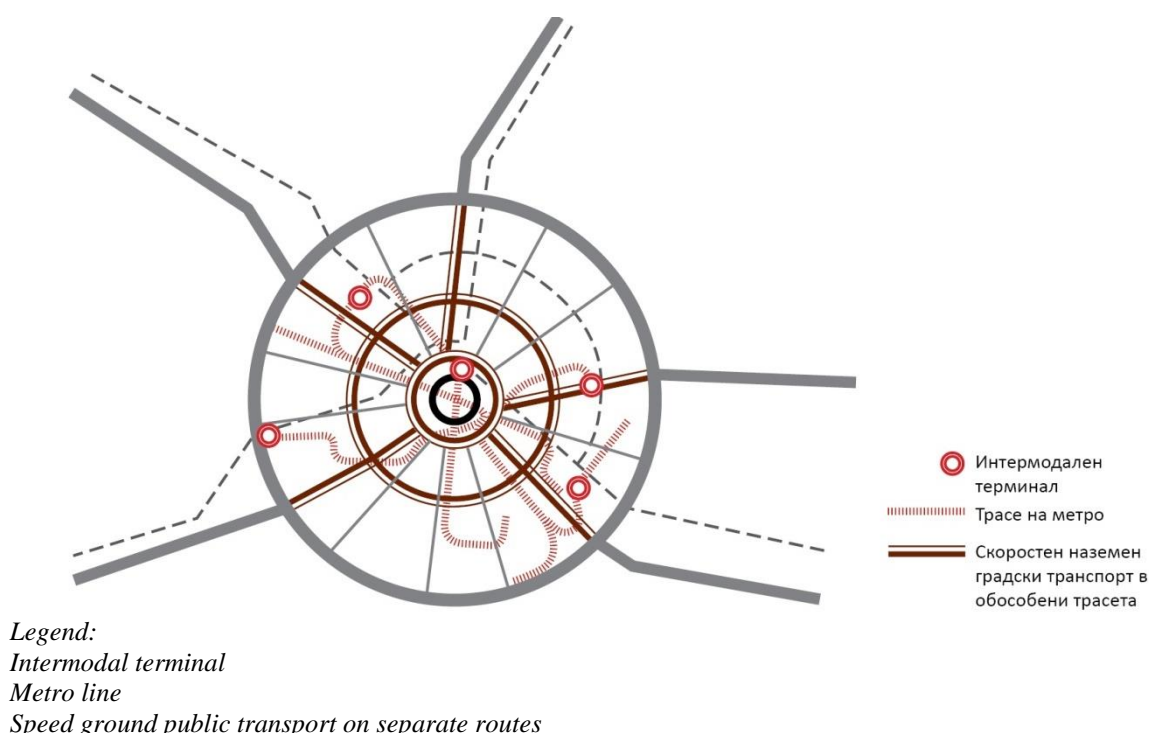 Интермодален
терминал
Трасе на метро
Скоростен наземен
градски транспорт в
обособени трасета
Legend:
Intermodal terminal
Metro line
Speed ground public transport on separate routes